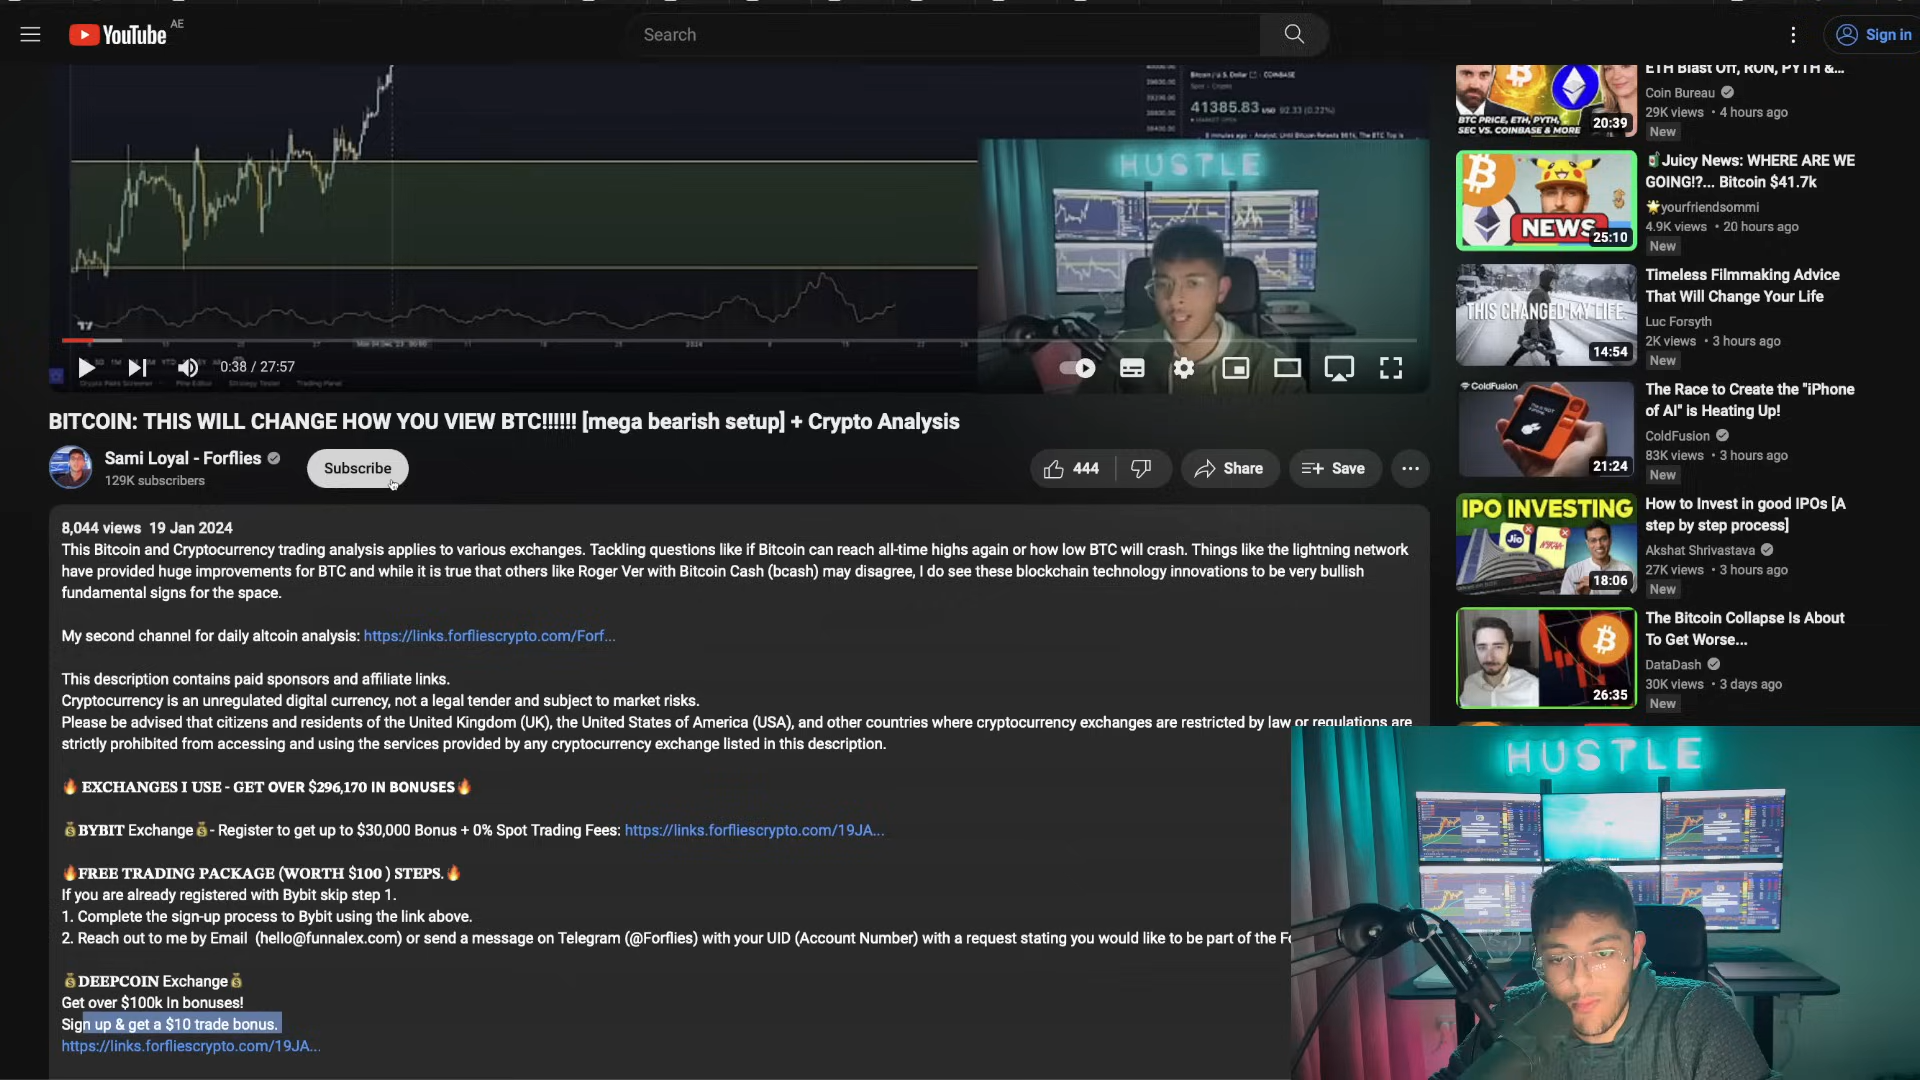 YouTube
AE
Search
Sign in
Bitcoin / U.S. Dollar COINBASE
41385.83 USD 92.33 (0.22%)
HUSTLE
0:38 / 27:57
BITCOIN: THIS WILL CHANGE HOW YOU VIEW BTC!!!!!! [mega bearish setup] + Crypto Analysis
Sami Loyal - Forflies
129K subscribers
Subscribe
444
Share
Save
8,044 views 19 Jan 2024
This Bitcoin and Cryptocurrency trading analysis applies to various exchanges. Tackling questions like if Bitcoin can reach all-time highs again or how low BTC will crash. Things like the lightning network
have provided huge improvements for BTC and while it is true that others like Roger Ver with Bitcoin Cash (bcash) may disagree, I do see these blockchain technology innovations to be very bullish
fundamental signs for the space.
My second channel for daily altcoin analysis: https://links.forfliescrypto.com/Forf...
This description contains paid sponsors and affiliate links.
Cryptocurrency is an unregulated digital currency, not a legal tender and subject to market risks.
Please be advised that citizens and residents of the United Kingdom (UK), the United States of America (USA), and other countries where cryptocurrency exchanges are restricted by law or regulations are
strictly prohibited from accessing and using the services provided by any cryptocurrency exchange listed in this description.
🔥 EXCHANGES I USE - GET OVER $296,170 IN BONUSES🔥
💰BYBIT Exchange💰- Register to get up to $30,000 Bonus + 0% Spot Trading Fees: https://links.forfliescrypto.com/19JA...
🔥FREE TRADING PACKAGE (WORTH $100 ) STEPS.🔥
If you are already registered with Bybit skip step 1.
1. Complete the sign-up process to Bybit using the link above.
2. Reach out to me by Email (hello@funnalex.com) or send a message on Telegram (@Forflies) with your UID (Account Number) with a request stating you would like to be part of the Fo
💰DEEPCOIN Exchange💰
Get over $100k In bonuses!
Sign up & get a $10 trade bonus.
https://links.forfliescrypto.com/19JA...
BTC PRICE, ETH, PYTH,
SEC VS. COINBASE & MORE
20:39
ETH Blast Off, RON, PYTH &...
Coin Bureau
29K views • 4 hours ago
New
NEWS
25:10
🧃Juicy News: WHERE ARE WE
GOING!?... Bitcoin $41.7k
🌟yourfriendsommi
4.9K views • 20 hours ago
New
THIS CHANGED MY LIFE.
14:54
Timeless Filmmaking Advice
That Will Change Your Life
Luc Forsyth
2K views • 3 hours ago
New
ColdFusion
21:24
The Race to Create the "iPhone
of AI" is Heating Up!
ColdFusion
83K views • 3 hours ago
New
IPO INVESTING
Jio
18:06
How to Invest in good IPOs [A
step by step process]
Akshat Shrivastava
27K views • 3 hours ago
New
26:35
The Bitcoin Collapse Is About
To Get Worse...
DataDash
30K views • 3 days ago
New
HUSTLE